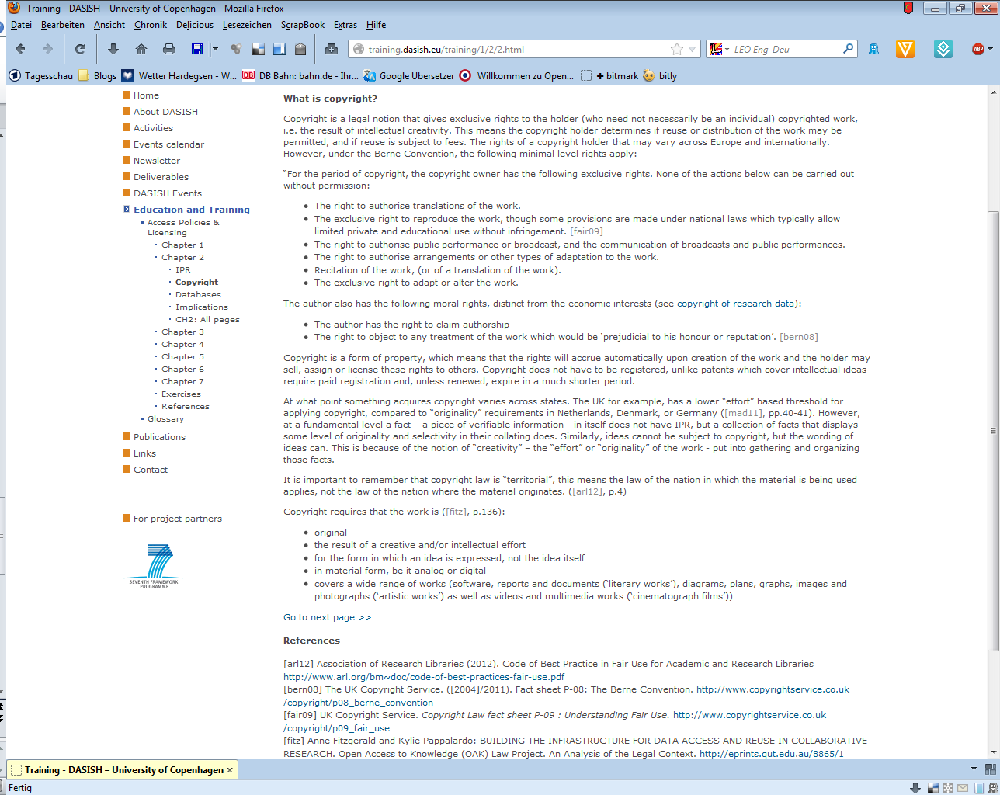 Training - DASISH – University of Copenhagen - Mozilla Firefox
Datei Bearbeiten Ansicht Chronik Delicious Lesezeichen ScrapBook Extras Hilfe
training.dasish.eu/training/1/2/2.html
LEO Eng-Deu
ABP
Tagesschau Blogs Wetter Hardegsen - W... DB DB Bahn: bahn.de - Ihr... Google Übersetzer Willkommen zu Open... + bitmark bitly
Home
About DASISH
Activities
Events calendar
Newsletter
Deliverables
DASISH Events
Education and Training
Access Policies &
Licensing
Chapter 1
Chapter 2
IPR
Copyright
Databases
Implications
CH2: All pages
Chapter 3
Chapter 4
Chapter 5
Chapter 6
Chapter 7
Exercises
References
Glossary
Publications
Links
Contact
For project partners
SEVENTH FRAMEWORK
PROGRAMME
What is copyright?
Copyright is a legal notion that gives exclusive rights to the holder (who need not necessarily be an individual) copyrighted work,
i.e. the result of intellectual creativity. This means the copyright holder determines if reuse or distribution of the work may be
permitted, and if reuse is subject to fees. The rights of a copyright holder that may vary across Europe and internationally.
However, under the Berne Convention, the following minimal level rights apply:
“For the period of copyright, the copyright owner has the following exclusive rights. None of the actions below can be carried out
without permission:
• The right to authorise translations of the work.
• The exclusive right to reproduce the work, though some provisions are made under national laws which typically allow
limited private and educational use without infringement. [fair09]
• The right to authorise public performance or broadcast, and the communication of broadcasts and public performances.
• The right to authorise arrangements or other types of adaptation to the work.
• Recitation of the work, (or of a translation of the work).
• The exclusive right to adapt or alter the work.
The author also has the following moral rights, distinct from the economic interests (see copyright of research data):
• The author has the right to claim authorship
• The right to object to any treatment of the work which would be ‘prejudicial to his honour or reputation’. [bern08]
Copyright is a form of property, which means that the rights will accrue automatically upon creation of the work and the holder may
sell, assign or license these rights to others. Copyright does not have to be registered, unlike patents which cover intellectual ideas
require paid registration and, unless renewed, expire in a much shorter period.
At what point something acquires copyright varies across states. The UK for example, has a lower “effort” based threshold for
applying copyright, compared to “originality” requirements in Netherlands, Denmark, or Germany ([mad11], pp.40-41). However,
at a fundamental level a fact – a piece of verifiable information - in itself does not have IPR, but a collection of facts that displays
some level of originality and selectivity in their collating does. Similarly, ideas cannot be subject to copyright, but the wording of
ideas can. This is because of the notion of “creativity” – the “effort” or “originality” of the work - put into gathering and organizing
those facts.
It is important to remember that copyright law is “territorial”, this means the law of the nation in which the material is being used
applies, not the law of the nation where the material originates. ([arl12], p.4)
Copyright requires that the work is ([fitz], p.136):
• original
• the result of a creative and/or intellectual effort
• for the form in which an idea is expressed, not the idea itself
• in material form, be it analog or digital
• covers a wide range of works (software, reports and documents (‘literary works’), diagrams, plans, graphs, images and
photographs (‘artistic works’) as well as videos and multimedia works (‘cinematograph films’))
Go to next page >>
References
[arl12] Association of Research Libraries (2012). Code of Best Practice in Fair Use for Academic and Research Libraries
http://www.arl.org/bm~doc/code-of-best-practices-fair-use.pdf
[bern08] The UK Copyright Service. ([2004]/2011). Fact sheet P-08: The Berne Convention. http://www.copyrightservice.co.uk
/copyright/p08_berne_convention
[fair09] UK Copyright Service. Copyright Law fact sheet P-09 : Understanding Fair Use. http://www.copyrightservice.co.uk
/copyright/p09_fair_use
[fitz] Anne Fitzgerald and Kylie Pappalardo: BUILDING THE INFRASTRUCTURE FOR DATA ACCESS AND REUSE IN COLLABORATIVE
RESEARCH. Open Access to Knowledge (OAK) Law Project. An Analysis of the Legal Context. http://eprints.qut.edu.au/8865/1
Training - DASISH – University of Copenhagen ×
Fertig